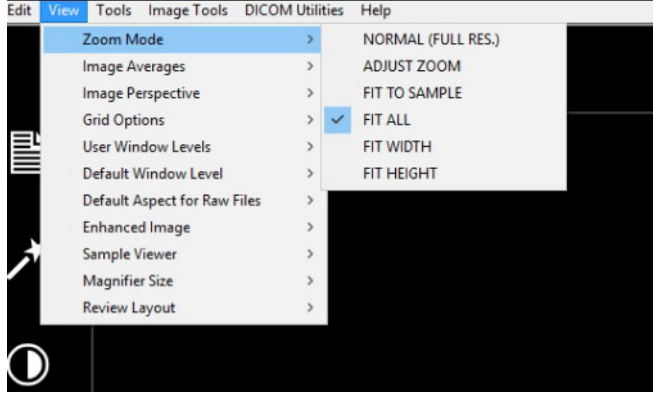 Edit View Tools Image Tools DICOM Utilities Help
Zoom Mode
Image Averages
Image Perspective
Grid Options
User Window Levels
Default Window Level
Default Aspect for Raw Files
Enhanced Image
Sample Viewer
Magnifier Size
Review Layout
NORMAL (FULL RES.)
ADJUST ZOOM
FIT TO SAMPLE
FIT ALL
FIT WIDTH
FIT HEIGHT